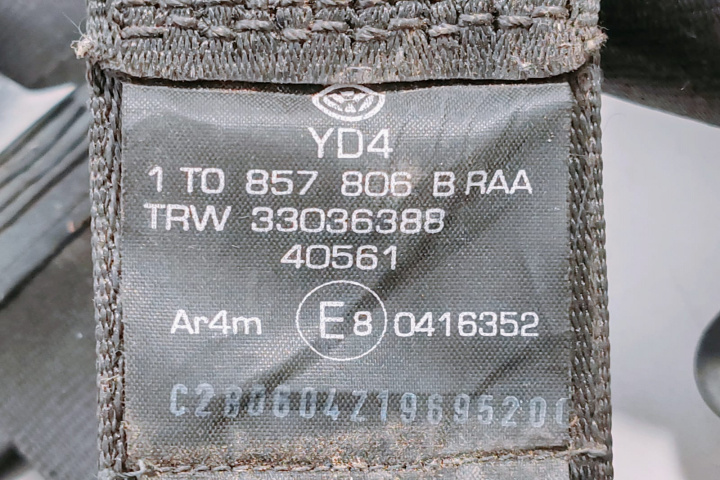 YD4
1 T0 857 806 B RAA
TRW 33036388
40561
Ar4m E8 0416352